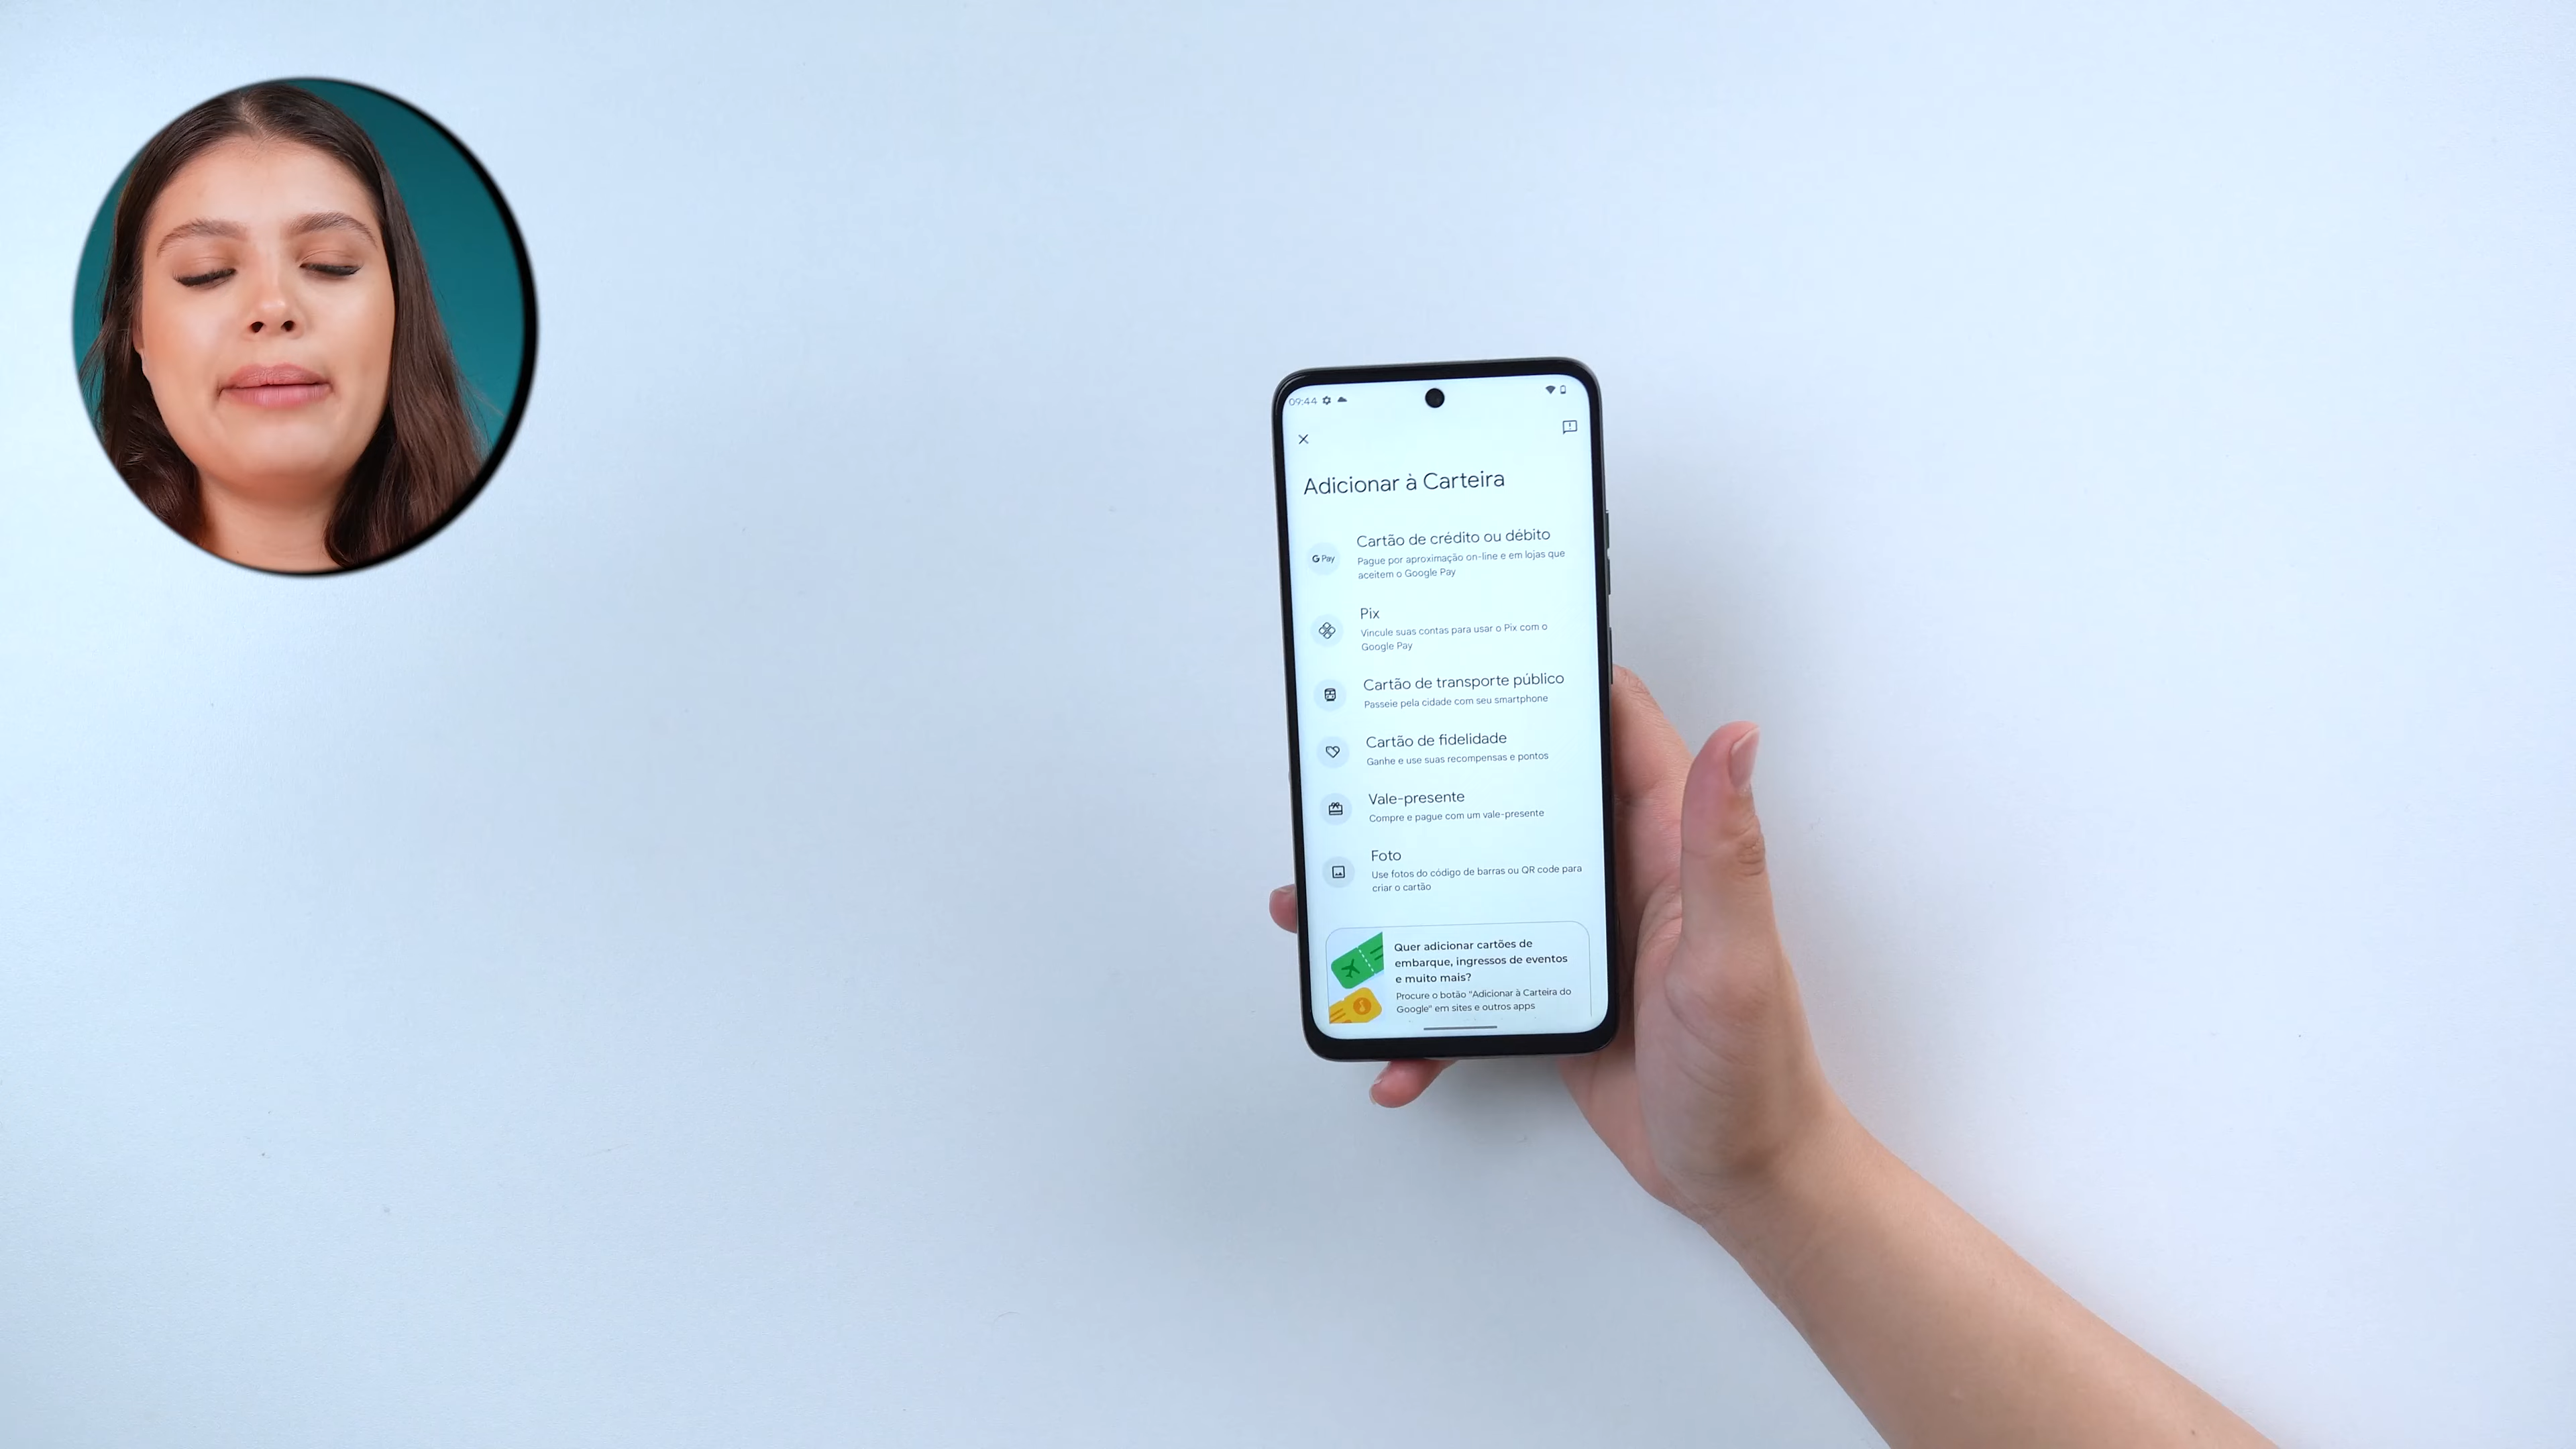 09:44
Adicionar à Carteira
Cartão de crédito ou débito
G Pay
Pague por aproximação on-line e em lojas que
aceitem o Google Pay
Pix
Vincule suas contas para usar o Pix com o
Google Pay
Cartão de transporte público
Passeie pela cidade com seu smartphone
Cartão de fidelidade
Ganhe e use suas recompensas e pontos
Vale-presente
Compre e pague com um vale-presente
Foto
Use fotos do código de barras ou QR code para
criar o cartão
Quer adicionar cartões de
embarque, ingressos de eventos
e muito mais?
Procure o botão "Adicionar à Carteira do
Google" em sites e outros apps